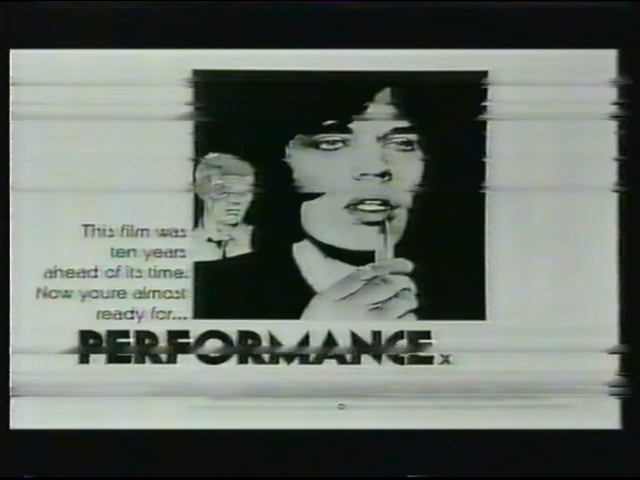 This film was
ten years
ahead of its time.
Now youre almost
ready for...
PERFORMANCE x